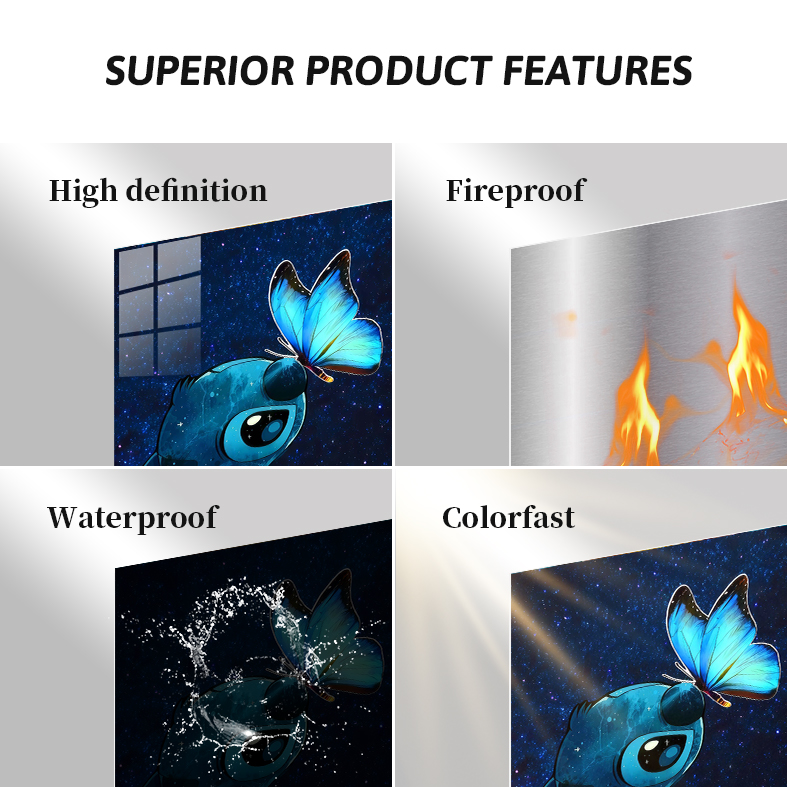 SUPERIOR PRODUCT FEATURES
High definition
Fireproof
Waterproof
Colorfast